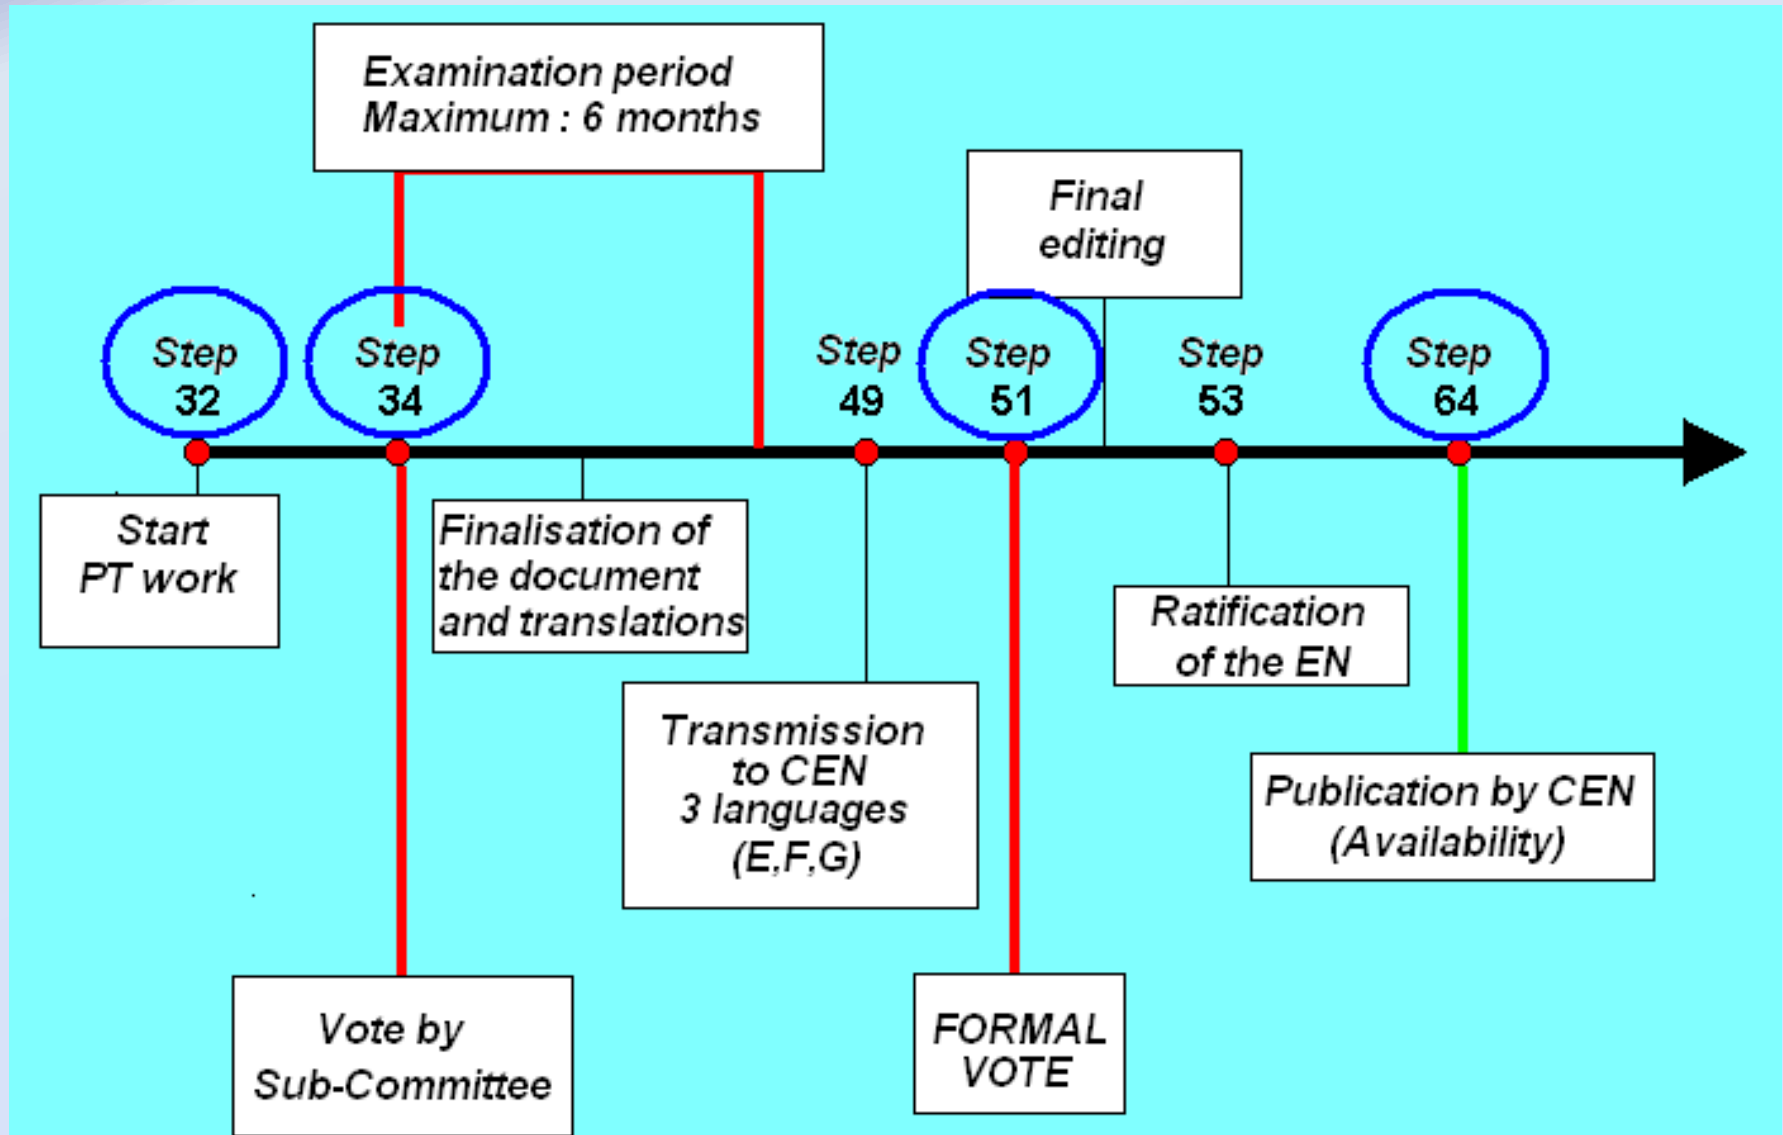 Examination period
Maximum : 6 months
Final
editing
Step
32
Step
34
Step
49
Step
51
Step
53
Step
64
Start
PT work
Finalisation of
the document
and translations
Transmission
to CEN
3 languages
(E,F,G)
Ratification
of the EN
Publication by CEN
(Availability)
Vote by
Sub-Committee
FORMAL
VOTE